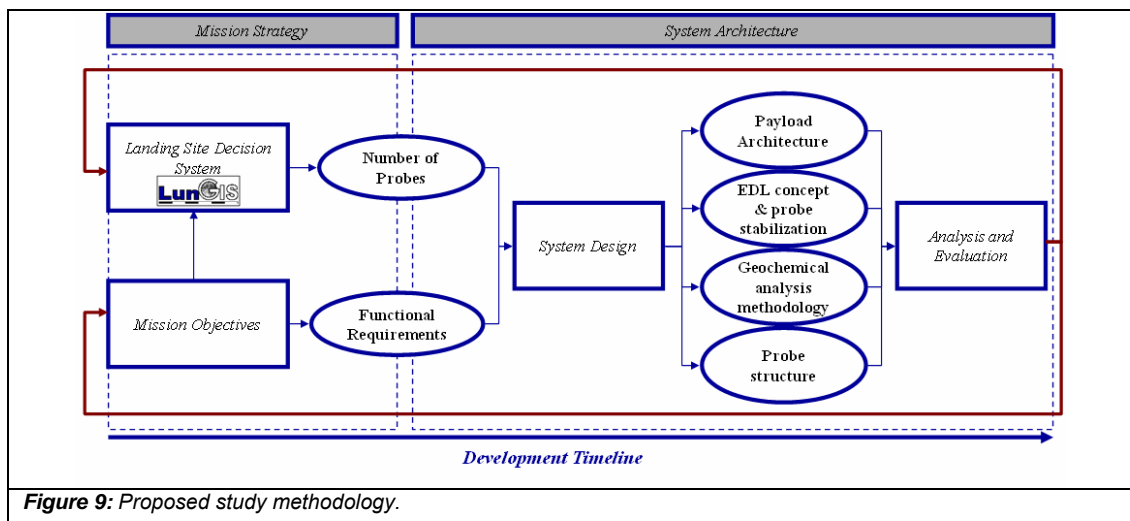 Mission Strategy
System Architecture
Landing Site Decision
System
LunGIS
Number of
Probes
Mission Objectives
Functional
Requirements
System Design
Payload
Architecture
EDL concept
& probe
stabilization
Geochemical
analysis
methodology
Probe
structure
Analysis and
Evaluation
Development Timeline
Figure 9: Proposed study methodology.